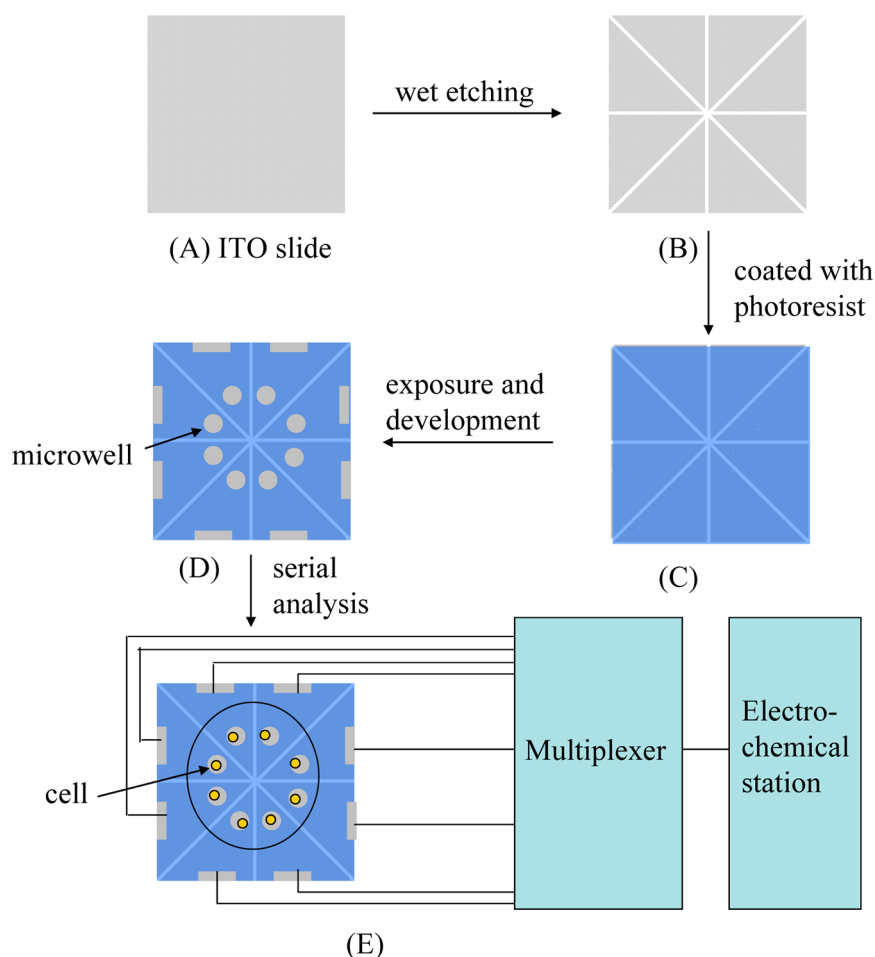 wet etching
(A) ITO slide
(B)
coated with
photoresist
exposure and
development
microwell
(D)
(C)
serial
analysis
Multiplexer
Electro-
chemical
station
cell
(E)